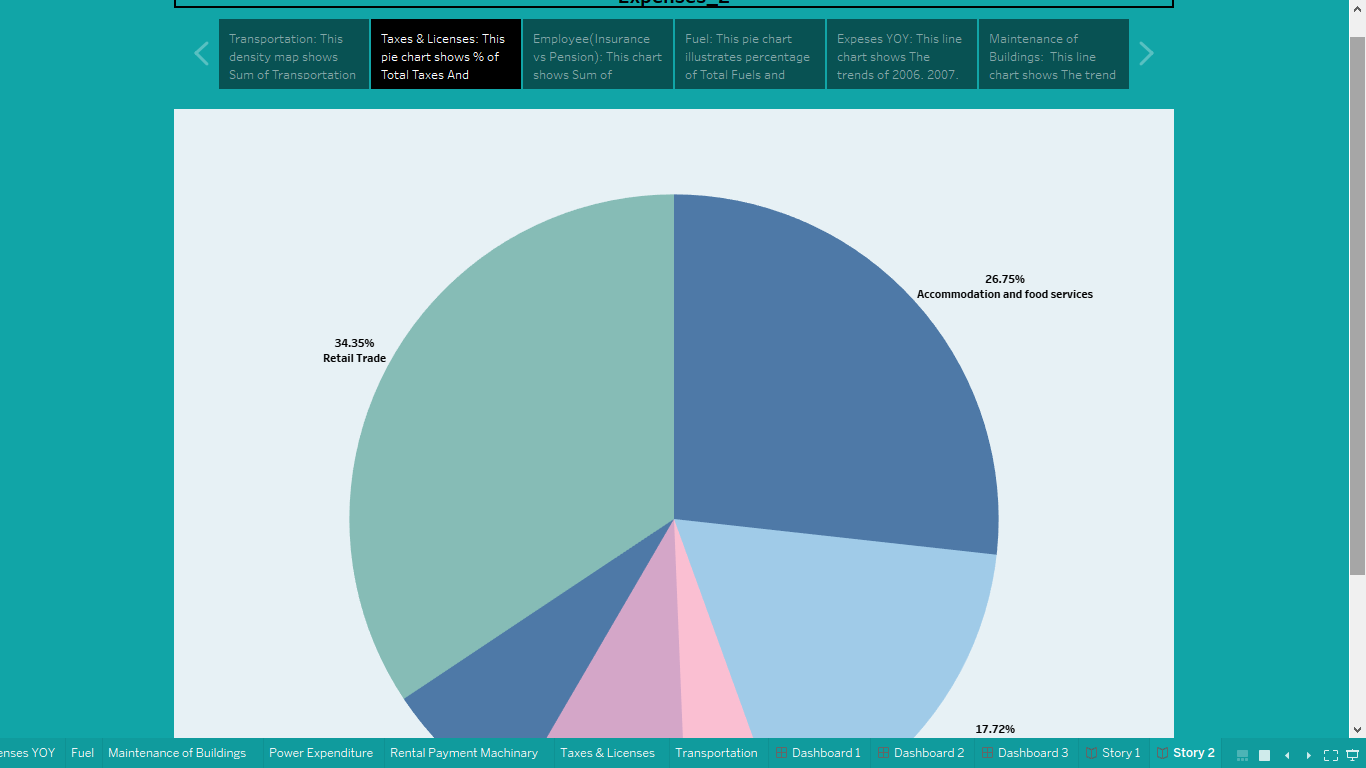 Expenses_2
Transportation: This
density map shows
Sum of Transportation
Taxes & Licenses: This
pie chart shows % of
Total Taxes And
Employee(Insurance
vs Pension): This chart
shows Sum of
Fuel: This pie chart
illustrates percentage
of Total Fuels and
Expeses YOY: This line
chart shows The
trends of 2006. 2007.
Maintenance of
Buildings:  This line
chart shows The trend
26.75%
Accommodation and food services
34.35%
Retail Trade
17.72%
enses YOY
Fuel
Maintenance of Buildings
Power Expenditure
Rental Payment Machinary
Taxes & Licenses
Transportation
Dashboard 1
Dashboard 2
Dashboard 3
Story 1
Story 2